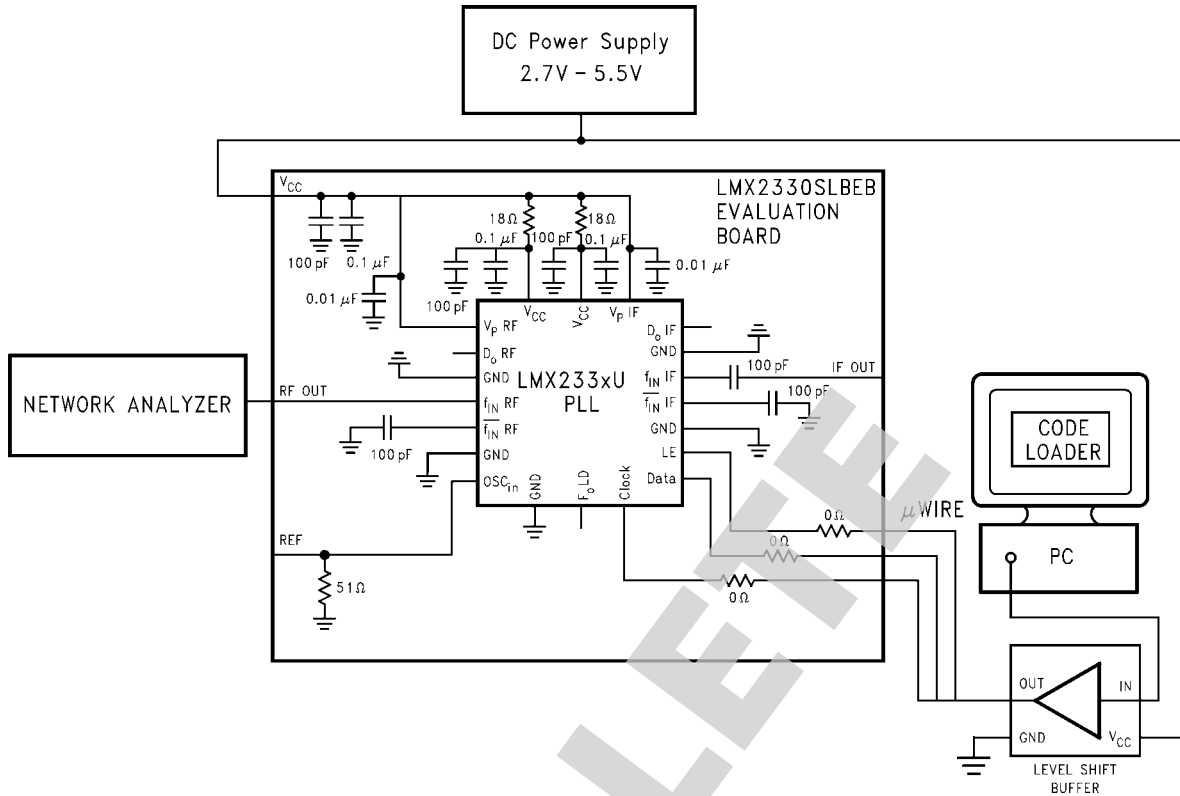 DC Power Supply
2.7V – 5.5V
V_CC
LMX2330SLBEB
EVALUATION
BOARD
18Ω
18Ω
0.1 µF
100 pF
0.1 µF
100 pF
0.1 µF
0.01 µF
0.01 µF
100 pF
V_CC
V_CC
V_P IF
V_P RF
D_o IF
D_o RF
GND
GND
LMX233xU
PLL
100 pF
IF OUT
NETWORK ANALYZER
RF OUT
f_IN IF
100 pF
f_IN RF
f_IN IF
f_IN RF
GND
100 pF
GND
LE
OSC_in
GND
F_oLD
Clock
Data
CODE
LOADER
µWIRE
0Ω
0Ω
0Ω
REF
51Ω
PC
OUT
IN
GND
V_CC
LEVEL SHIFT
BUFFER
LETE